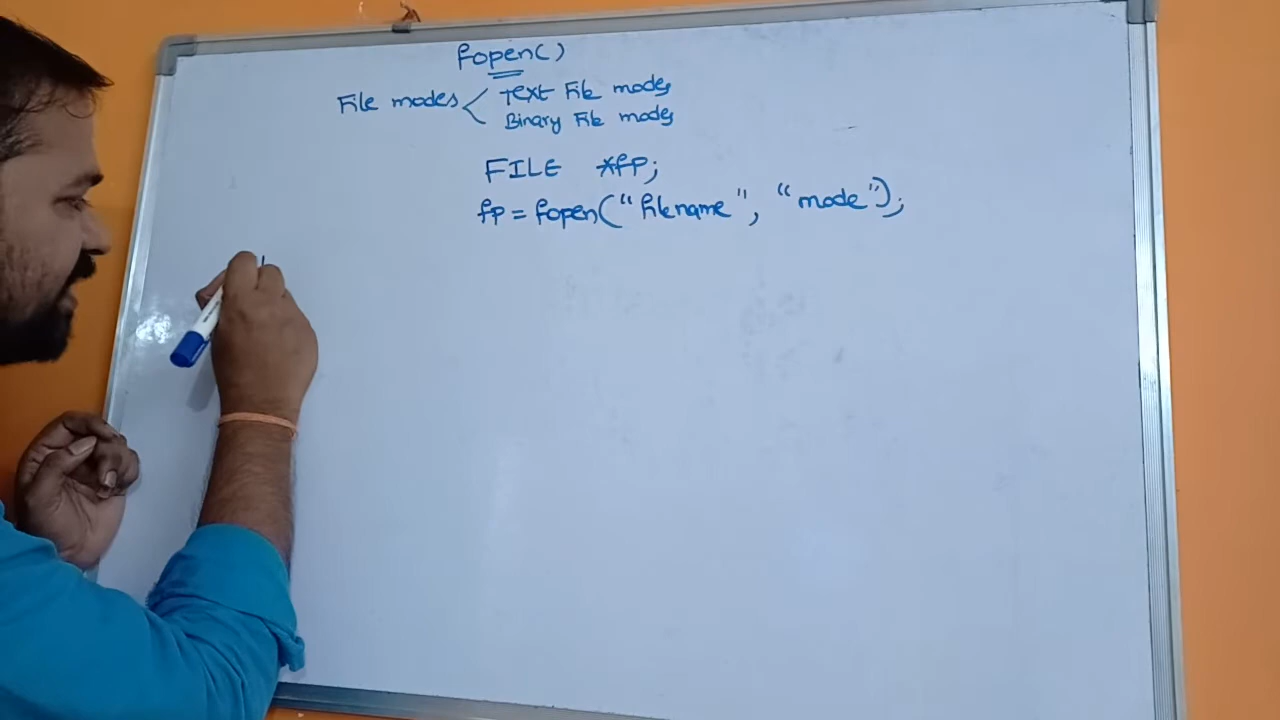 fopen()
File modes < Text File modes
Binary File modes
FILE *fp;
fp = fopen("filename", "mode");